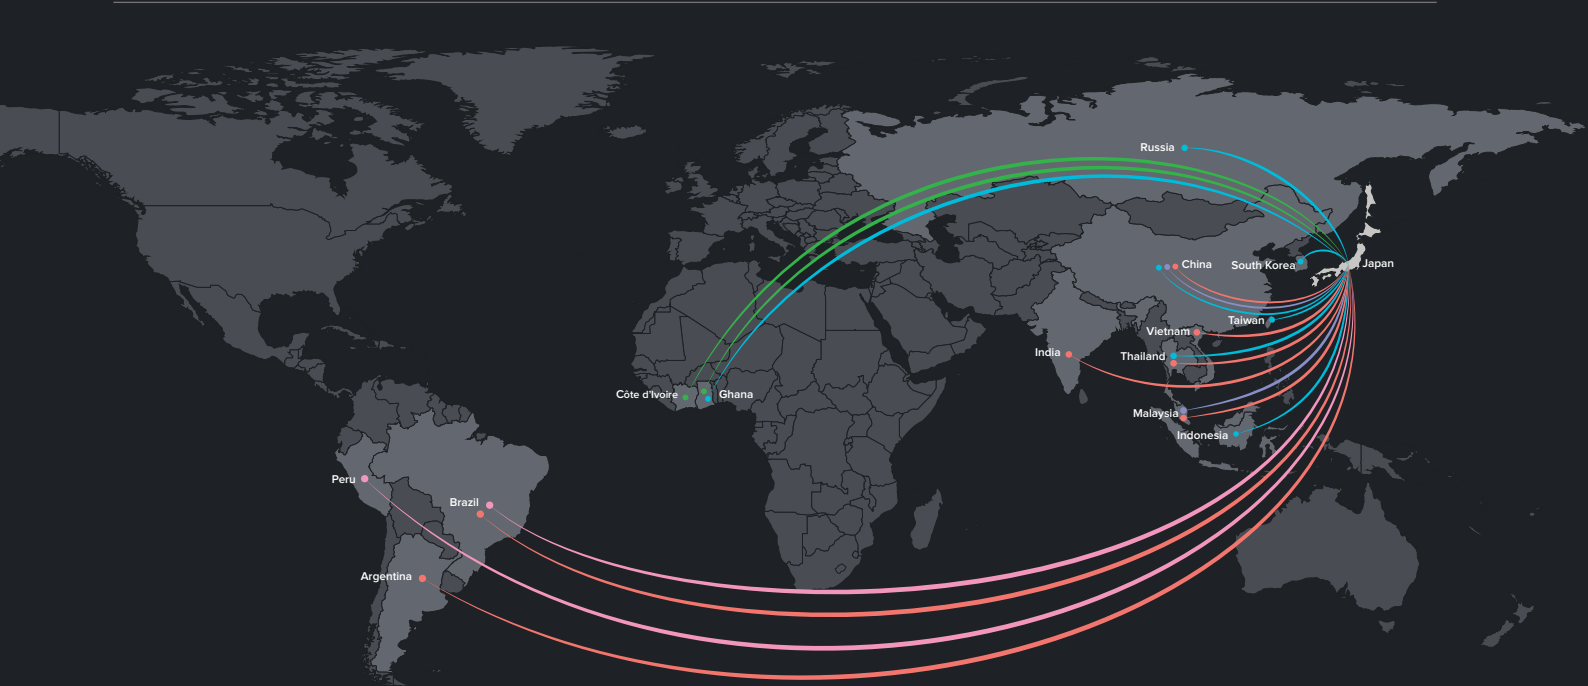 Russia
China
South Korea
Japan
Taiwan
Vietnam
India
Thailand
Côte d'Ivoire
Ghana
Malaysia
Indonesia
Peru
Brazil
Argentina